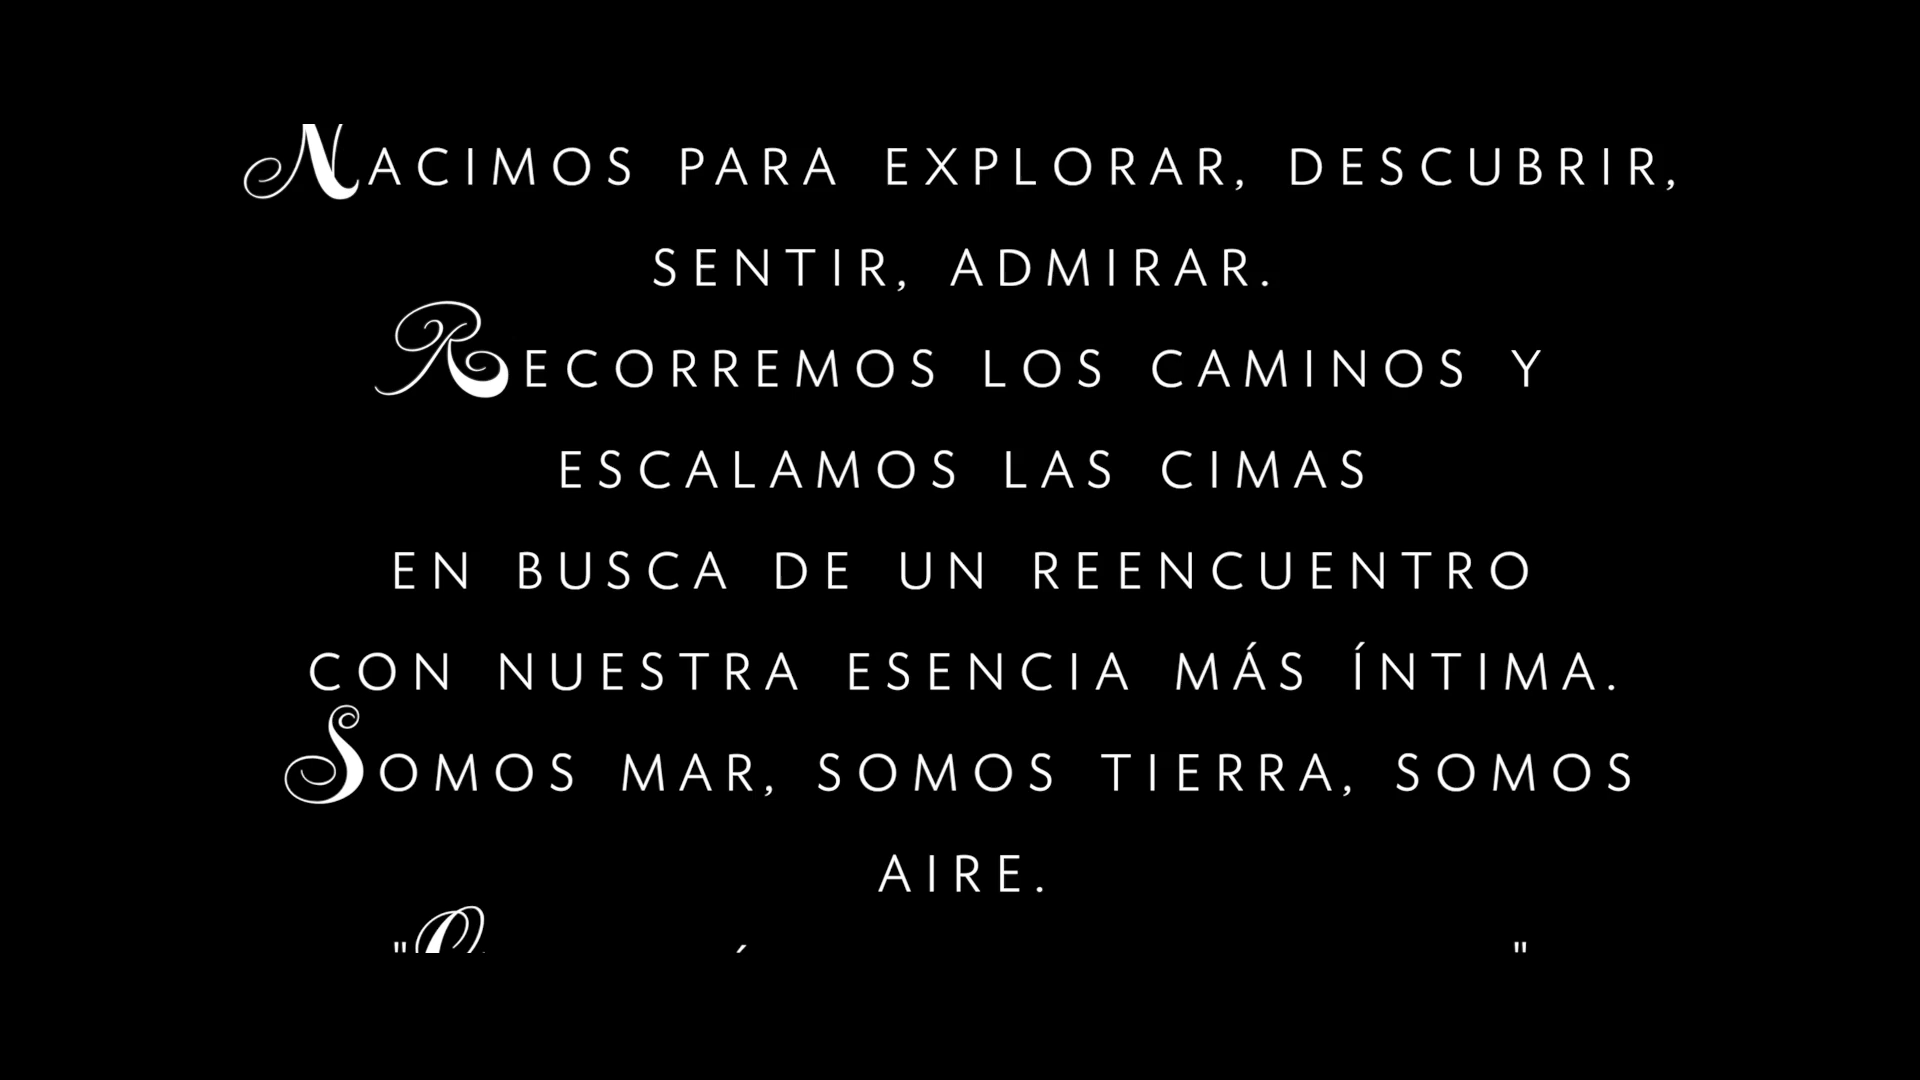 NACIMOS PARA EXPLORAR, DESCUBRIR,
SENTIR, ADMIRAR.
RECORREMOS LOS CAMINOS Y
ESCALAMOS LAS CIMAS
EN BUSCA DE UN REENCUENTRO
CON NUESTRA ESENCIA MÁS ÍNTIMA.
SOMOS MAR, SOMOS TIERRA, SOMOS
AIRE.